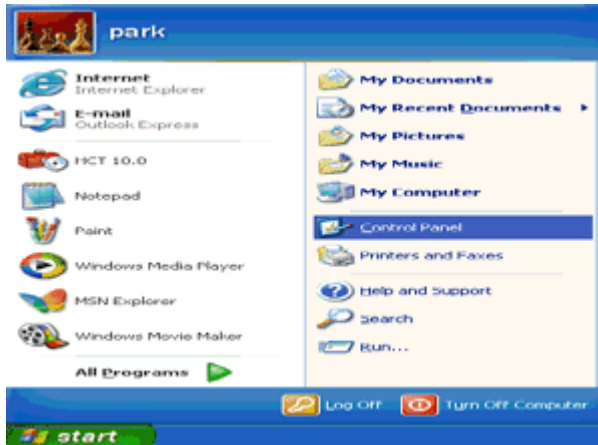 park
Internet
Internet Explorer
E-mail
Outlook Express
HCT 10.0
Notepad
Paint
Windows Media Player
MSN Explorer
Windows Movie Maker
All Programs
My Documents
My Recent Documents
My Pictures
My Music
My Computer
Control Panel
Printers and Faxes
Help and Support
Search
Run...
Log Off
Turn Off Computer
start